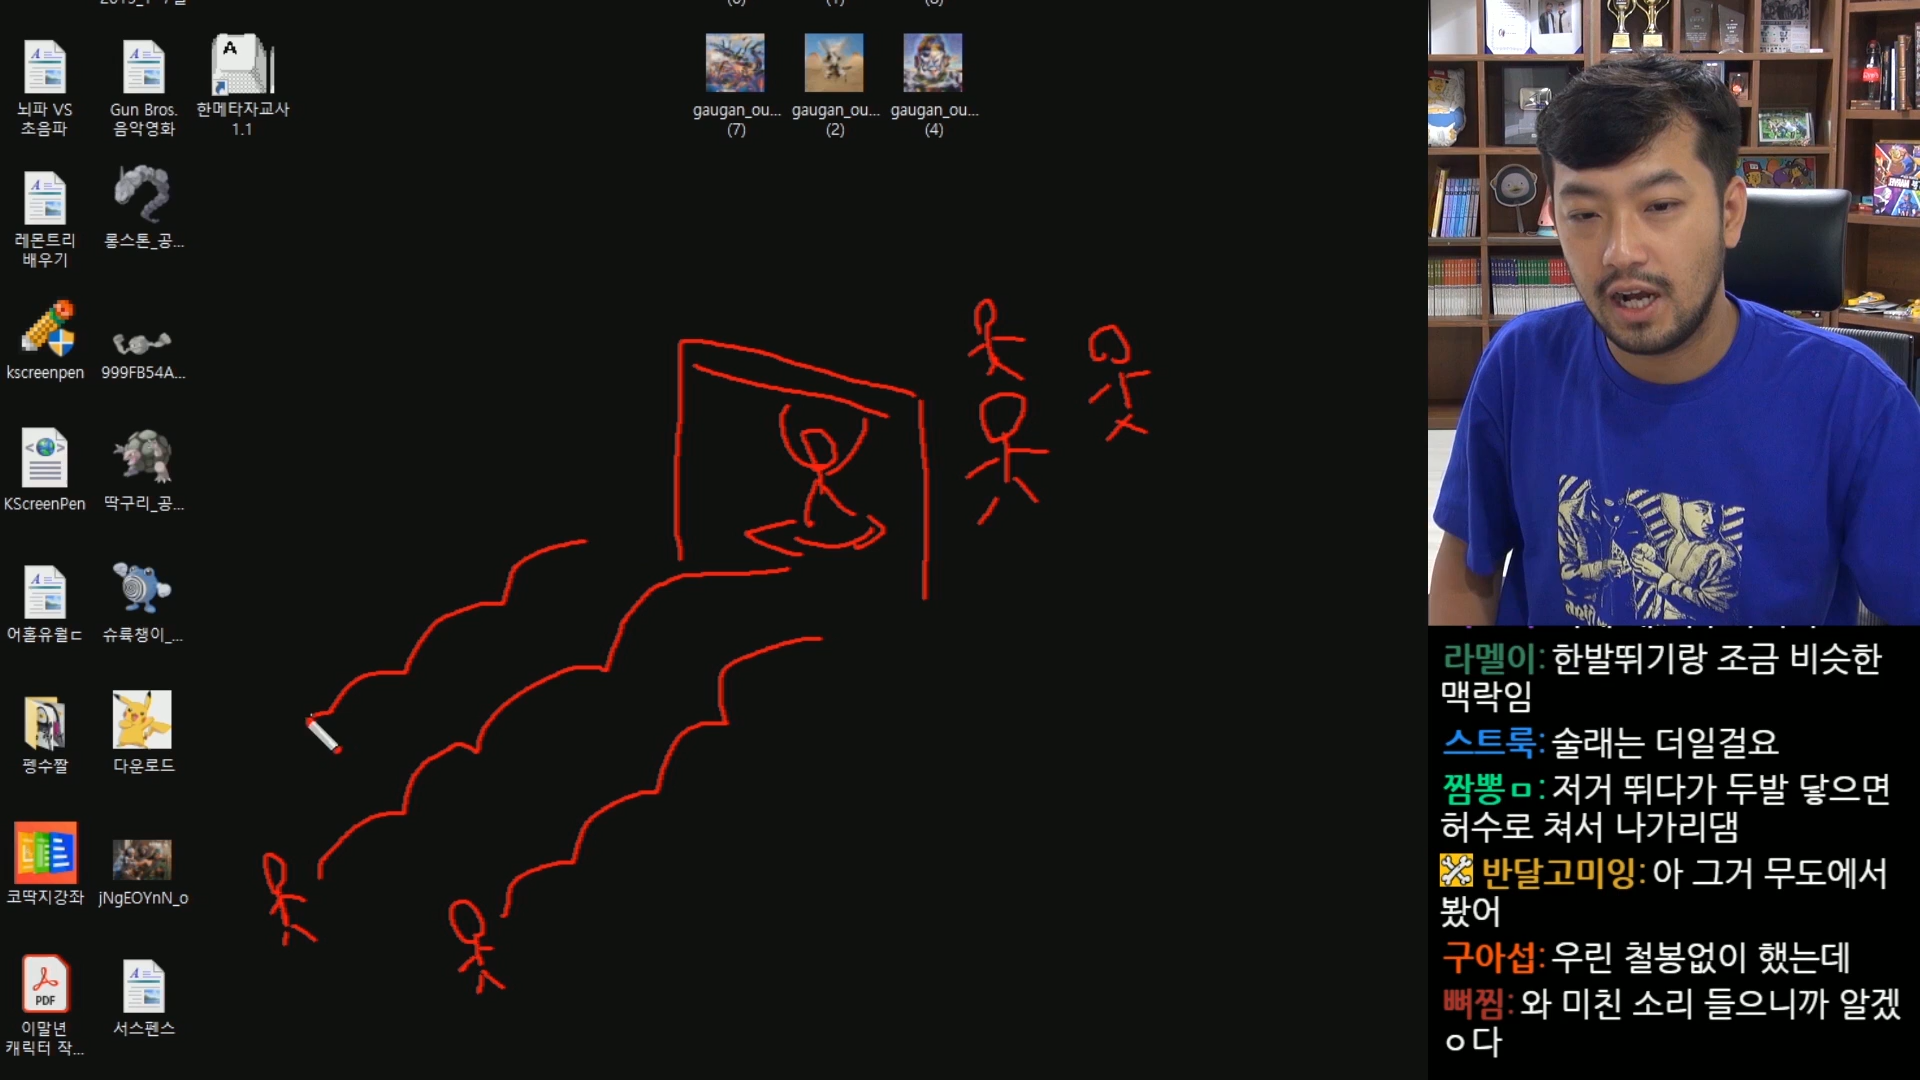 뇌파 VS
초음파
Gun Bros.
음악영화
한메타자교사
1.1
gaugan_ou...
(7)
gaugan_ou...
(2)
gaugan_ou...
(4)
레몬트리
배우기
롱스톤_공...
kscreenpen
999FB54A...
KScreenPen
딱구리_공...
어홀유월ㄷ
슈륙챙이_...
펭수짤
다운로드
코딱지강좌
jNgEOYnN_o
PDF
이말년
캐릭터 작...
서스펜스
라멜이: 한발뛰기랑 조금 비슷한
맥락임
스트룩: 술래는 더일걸요
짬뽕ㅁ: 저거 뛰다가 두발 닿으면
허수로 쳐서 나가리댐
반달고미잉: 아 그거 무도에서
봤어
구아섭: 우린 철봉없이 했는데
뼈찜: 와 미친 소리 들으니까 알겠
ㅇ다